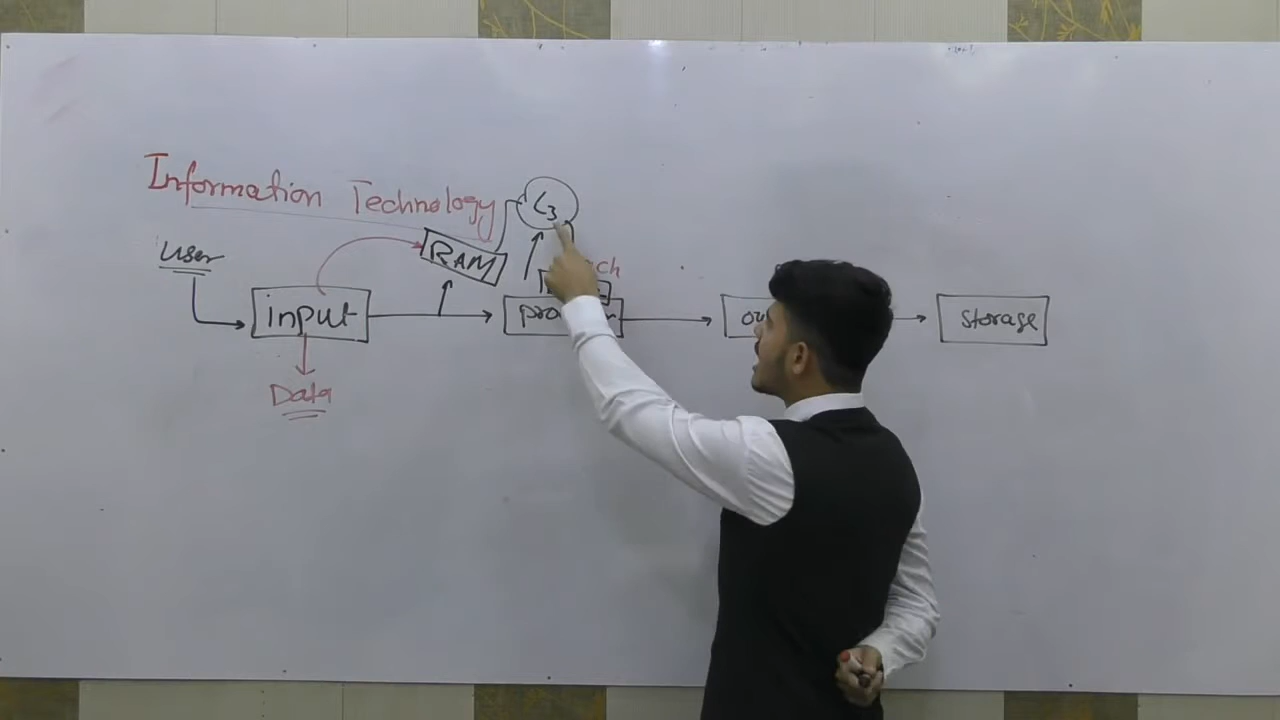 Information Technology
L3
User
RAM
input
storage
Data